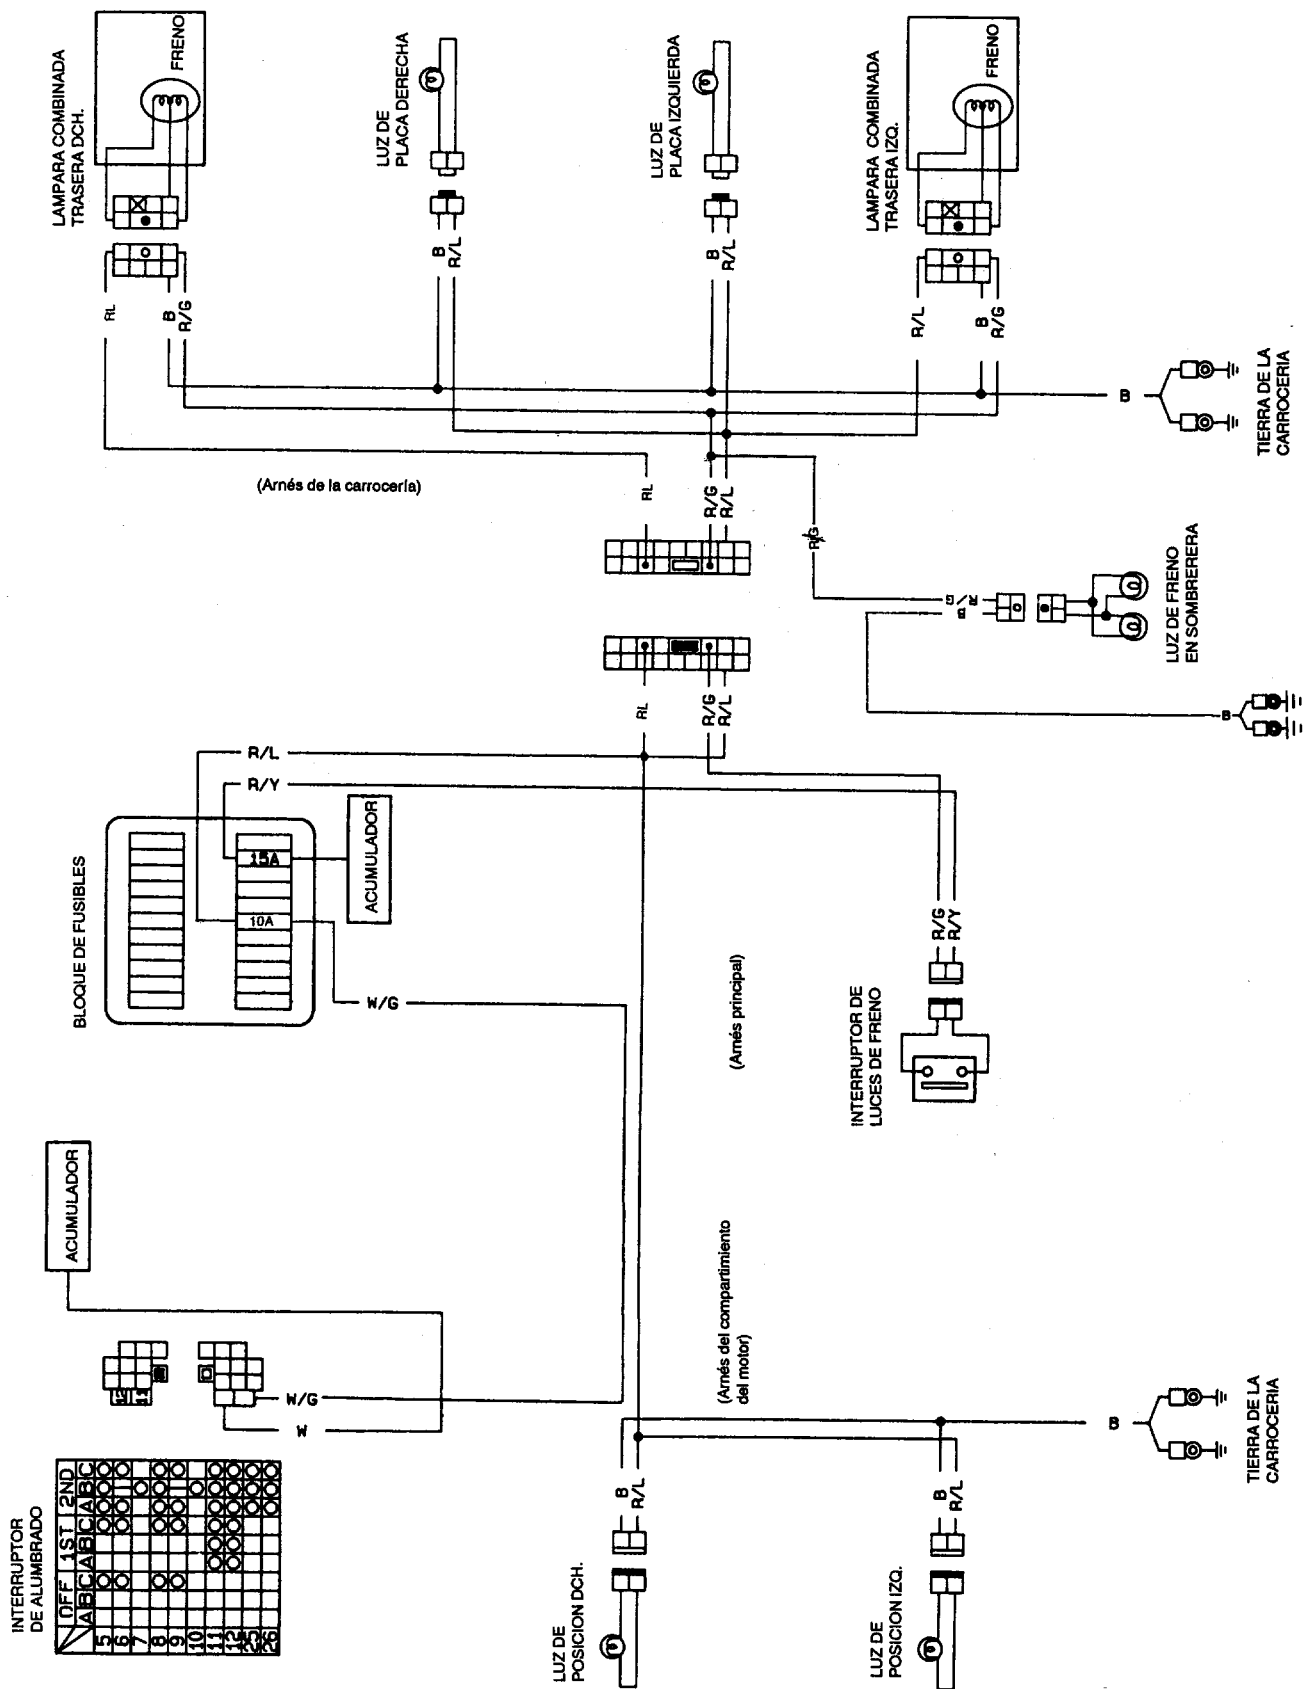 LAMPARA COMBINADA
TRASERA DCH.
FRENO
LUZ DE
PLACA DERECHA
LUZ DE
PLACA IZQUIERDA
LAMPARA COMBINADA
TRASERA IZQ.
FRENO
RL
B
R/G
B
R/L
B
R/L
R/L
B
R/G
B
TIERRA DE LA
CARROCERIA
(Arnés de la carrocería)
RL
R/G
R/L
R/G
R/G
B
LUZ DE FRENO
EN SOMBRERERA
B
RL
R/G
R/L
R/L
R/Y
BLOQUE DE FUSIBLES
15A
10A
ACUMULADOR
W/G
(Arnés principal)
R/G
R/Y
INTERRUPTOR DE
LUCES DE FRENO
ACUMULADOR
12
11
W/G
W
(Arnés del compartimiento
del motor)
INTERRUPTOR
DE ALUMBRADO
OFF 1ST 2ND
A B C A B C A B C
5
6
7
8
9
10
11
12
25
26
B
R/L
LUZ DE
POSICION DCH.
B
R/L
LUZ DE
POSICION IZQ.
B
TIERRA DE LA
CARROCERIA